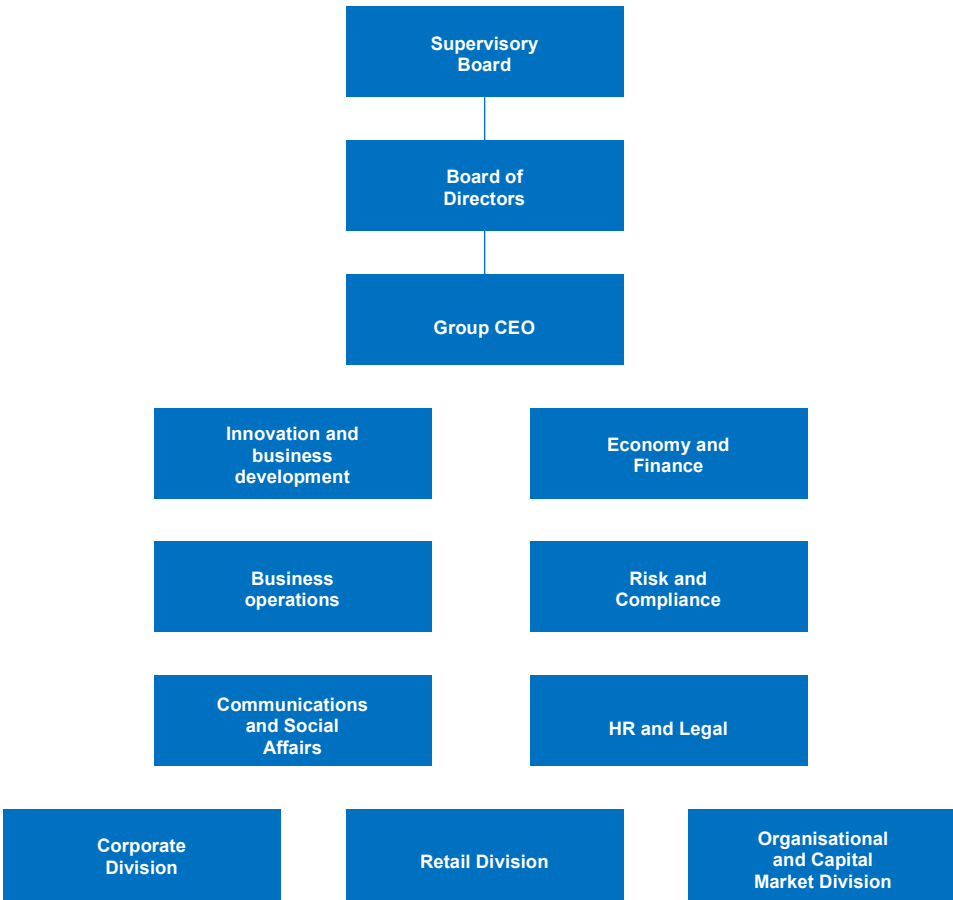 Supervisory
Board
Board of
Directors
Group CEO
Innovation and
business
development
Economy and
Finance
Business
operations
Risk and
Compliance
Communications
and Social
Affairs
HR and Legal
Corporate
Division
Retail Division
Organisational
and Capital
Market Division